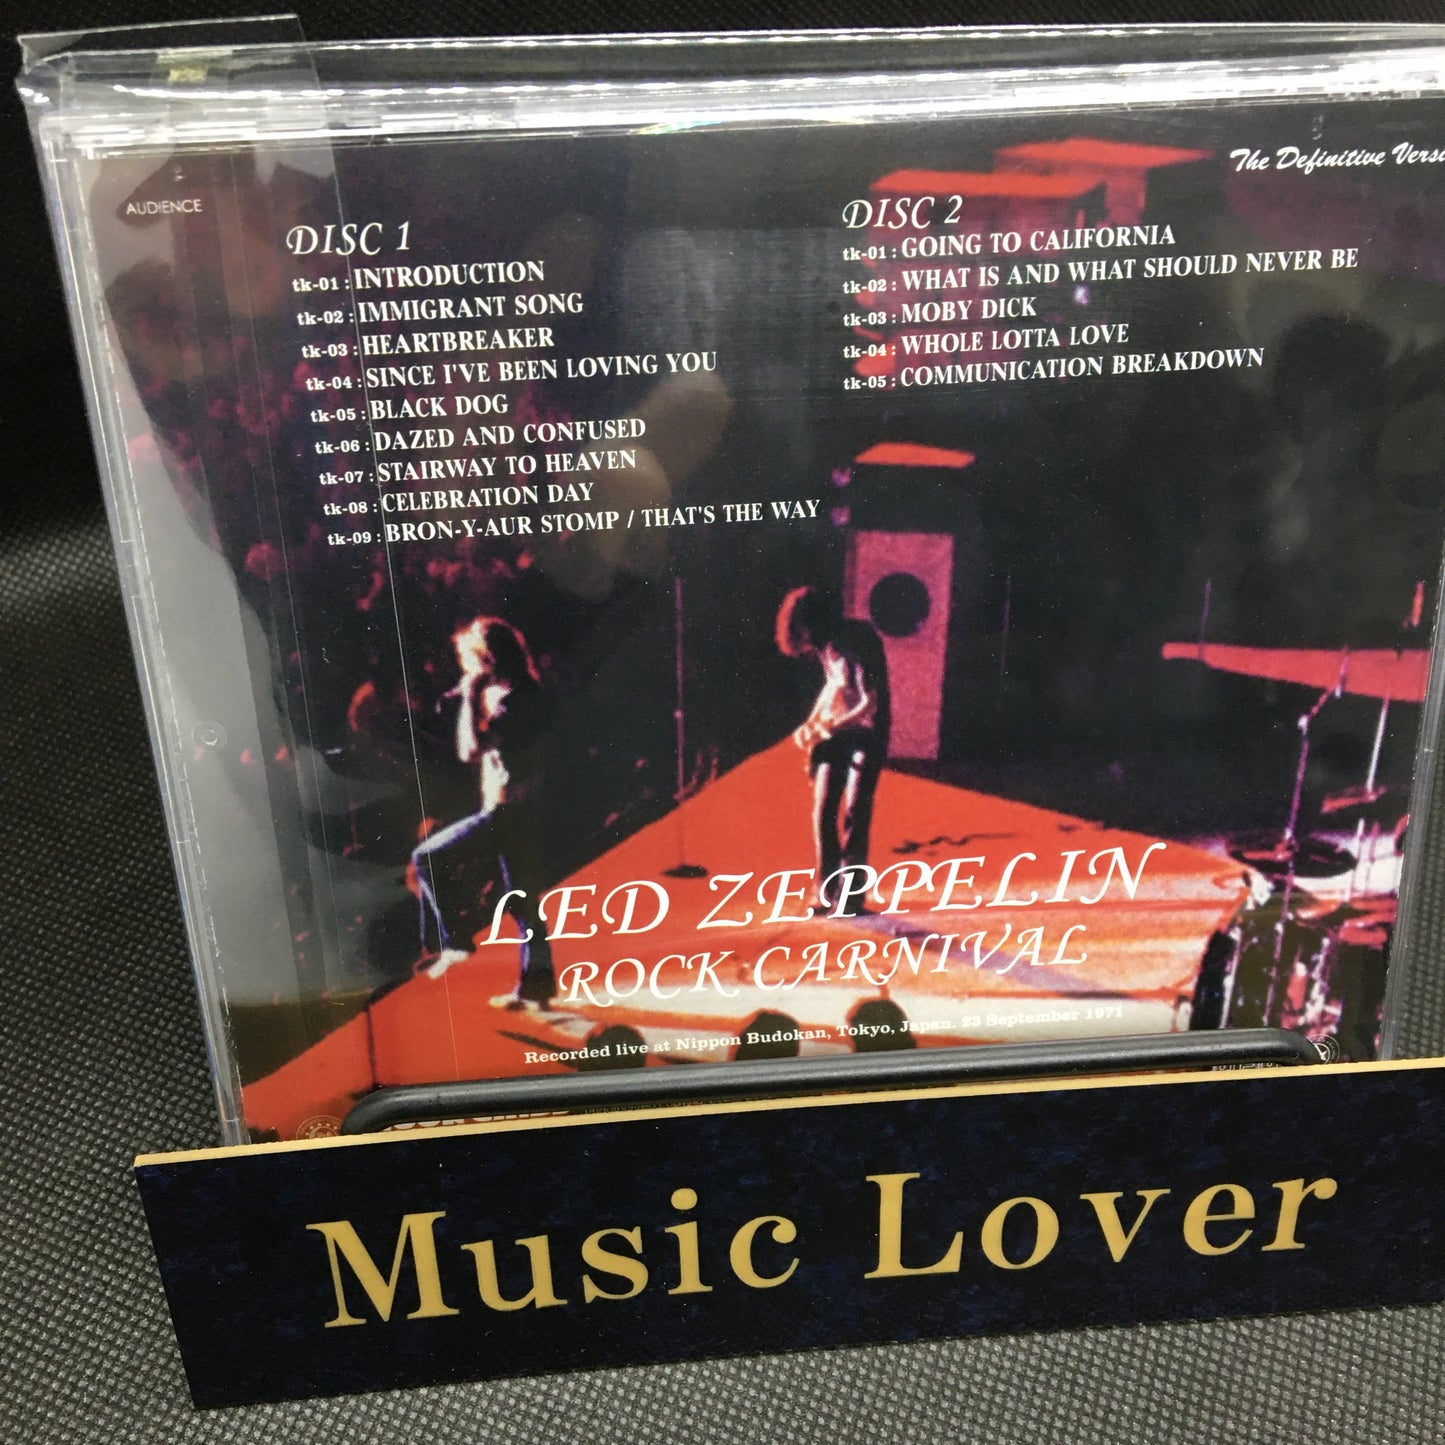 The Definitive Versi
AUDIENCE
DISC 1
tk-01 : INTRODUCTION
tk-02 : IMMIGRANT SONG
tk-03 : HEARTBREAKER
tk-04 : SINCE I'VE BEEN LOVING YOU
tk-05 : BLACK DOG
tk-06 : DAZED AND CONFUSED
tk-07 : STAIRWAY TO HEAVEN
tk-08 : CELEBRATION DAY
tk-09 : BRON-Y-AUR STOMP / THAT'S THE WAY
DISC 2
tk-01 : GOING TO CALIFORNIA
tk-02 : WHAT IS AND WHAT SHOULD NEVER BE
tk-03 : MOBY DICK
tk-04 : WHOLE LOTTA LOVE
tk-05 : COMMUNICATION BREAKDOWN
LED ZEPPELIN
ROCK CARNIVAL
Recorded live at Nippon Budokan, Tokyo, Japan. 23 September 1971
Music Lover